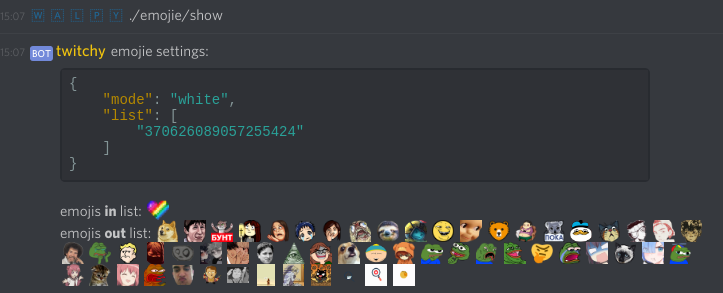 15:07 W A L P Y ./emojie/show
15:07 BOT twitchy emojie settings:
{
"mode": "white",
"list": [
"370626089057255424"
]
}
emojis in list:
emojis out list: БУНТ ПОКА